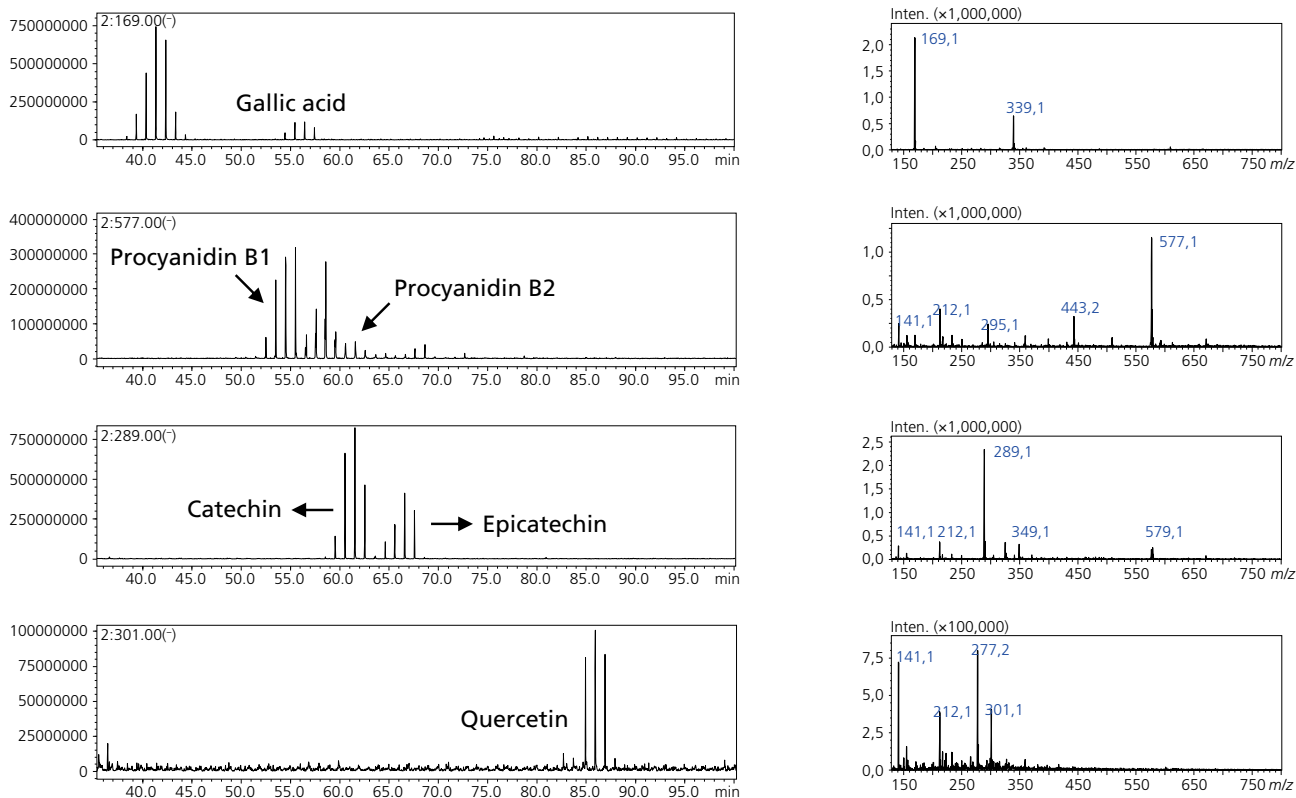 2:169.00(-)
750000000
500000000
250000000
0
Gallic acid
40.0 45.0 50.0 55.0 60.0 65.0 70.0 75.0 80.0 85.0 90.0 95.0 min
Inten. (×1,000,000)
2,0
1,5
1,0
0,5
0,0
169,1
339,1
150 250 350 450 550 650 750 m/z
2:577.00(-)
400000000
300000000
200000000
100000000
0
Procyanidin B1
Procyanidin B2
40.0 45.0 50.0 55.0 60.0 65.0 70.0 75.0 80.0 85.0 90.0 95.0 min
Inten. (×1,000,000)
1,0
0,5
0,0
141,1
212,1
295,1
443,2
577,1
150 250 350 450 550 650 750 m/z
2:289.00(-)
750000000
500000000
250000000
0
Catechin
Epicatechin
40.0 45.0 50.0 55.0 60.0 65.0 70.0 75.0 80.0 85.0 90.0 95.0 min
Inten. (×1,000,000)
2,5
2,0
1,5
1,0
0,5
0,0
289,1
141,1 212,1 349,1 579,1
150 250 350 450 550 650 750 m/z
2:301.00(-)
100000000
75000000
50000000
25000000
0
Quercetin
40.0 45.0 50.0 55.0 60.0 65.0 70.0 75.0 80.0 85.0 90.0 95.0 min
Inten. (×100,000)
7,5
5,0
2,5
0,0
141,1
277,2
212,1
301,1
150 250 350 450 550 650 750 m/z